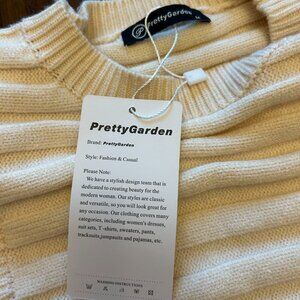 PrettyGarden
M
PrettyGarden
Brand: PrettyGarden
Style: Fashion & Casual
Please Note:
We have a stylish design team that is
dedicated to creating beauty for the
modern woman. Our styles are classic
and versatile, so you will look great for
any occasion. Our clothing covers many
categories, including women's dresses,
suit sets, T-shirts, sweaters, pants,
tracksuits,jumpsuits and pajamas, etc.
WASHING INSTRUCTIONS